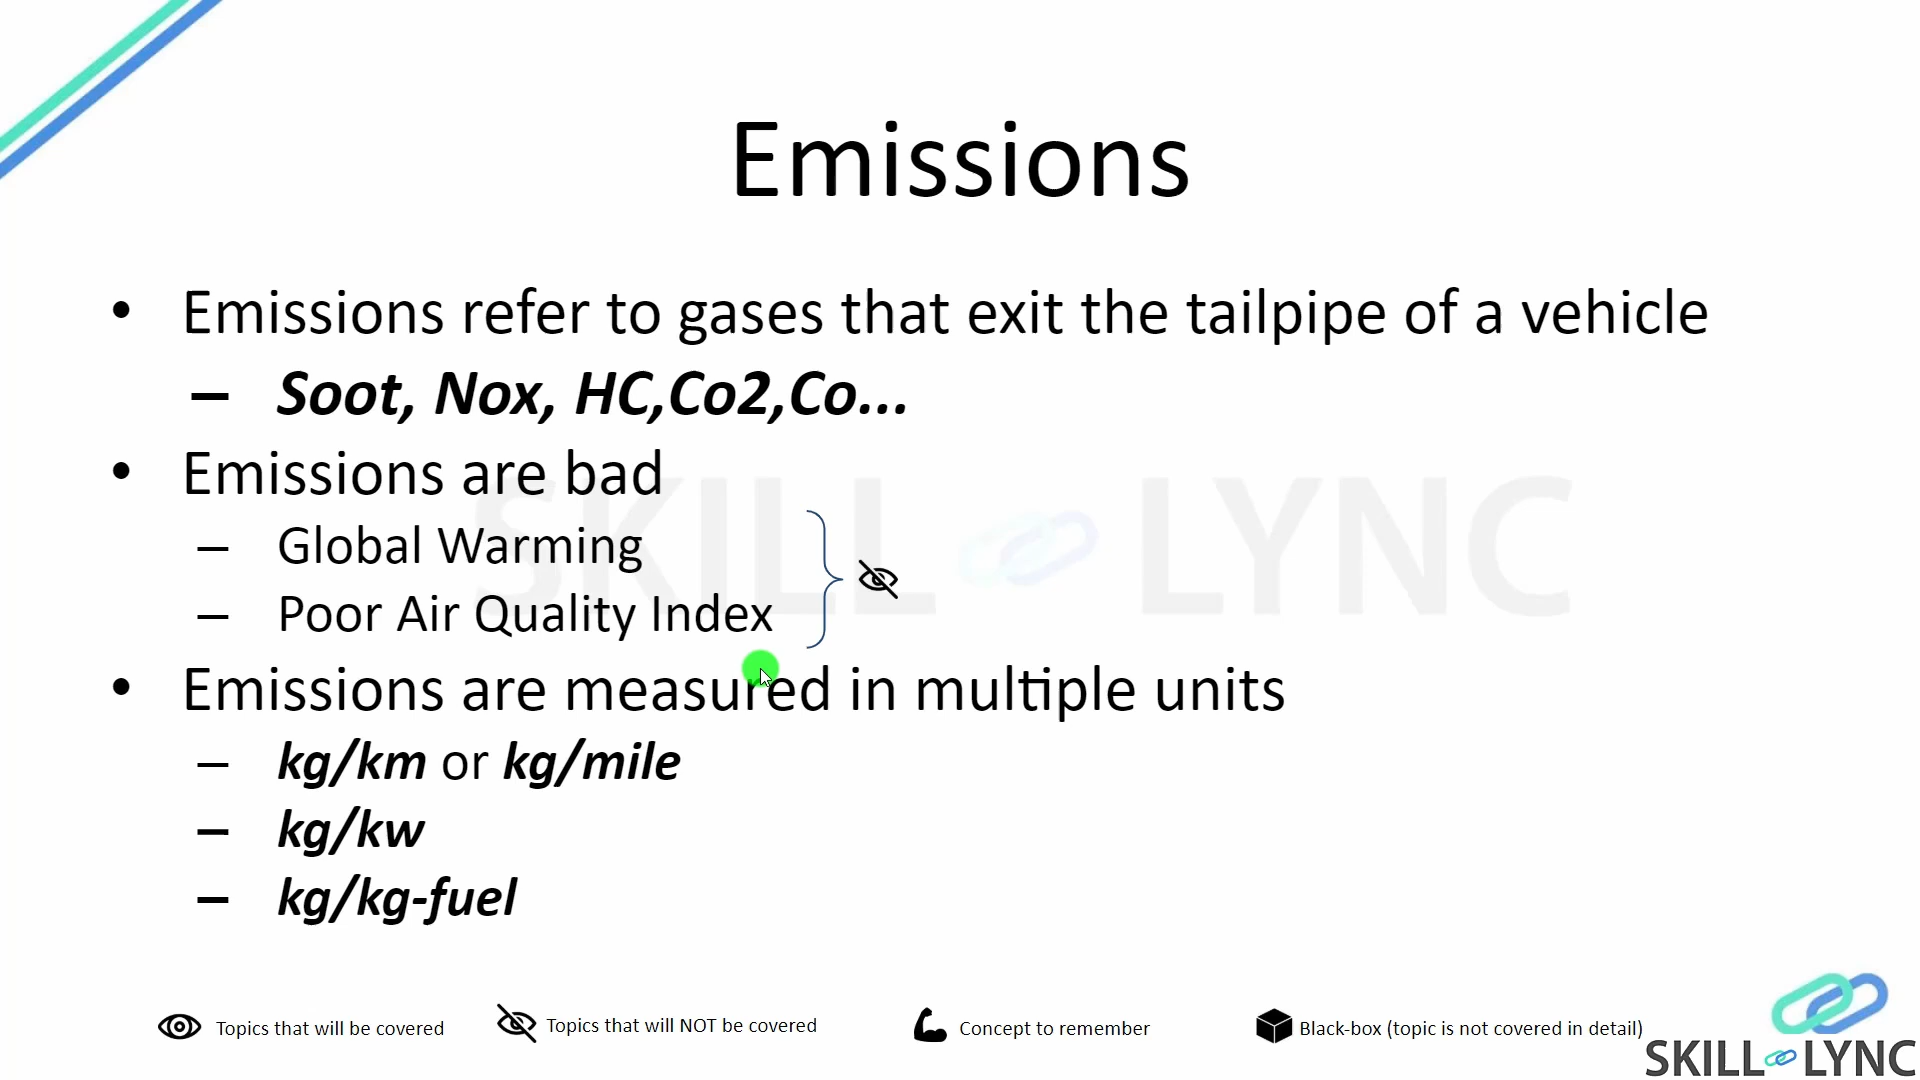 Emissions
• Emissions refer to gases that exit the tailpipe of a vehicle
– Soot, Nox, HC,Co2,Co...
• Emissions are bad
– Global Warming
– Poor Air Quality Index
SKILL LYNC
• Emissions are measured in multiple units
– kg/km or kg/mile
– kg/kw
– kg/kg-fuel
Topics that will be covered
Topics that will NOT be covered
Concept to remember
Black-box (topic is not covered in detail)
SKILL LYNC